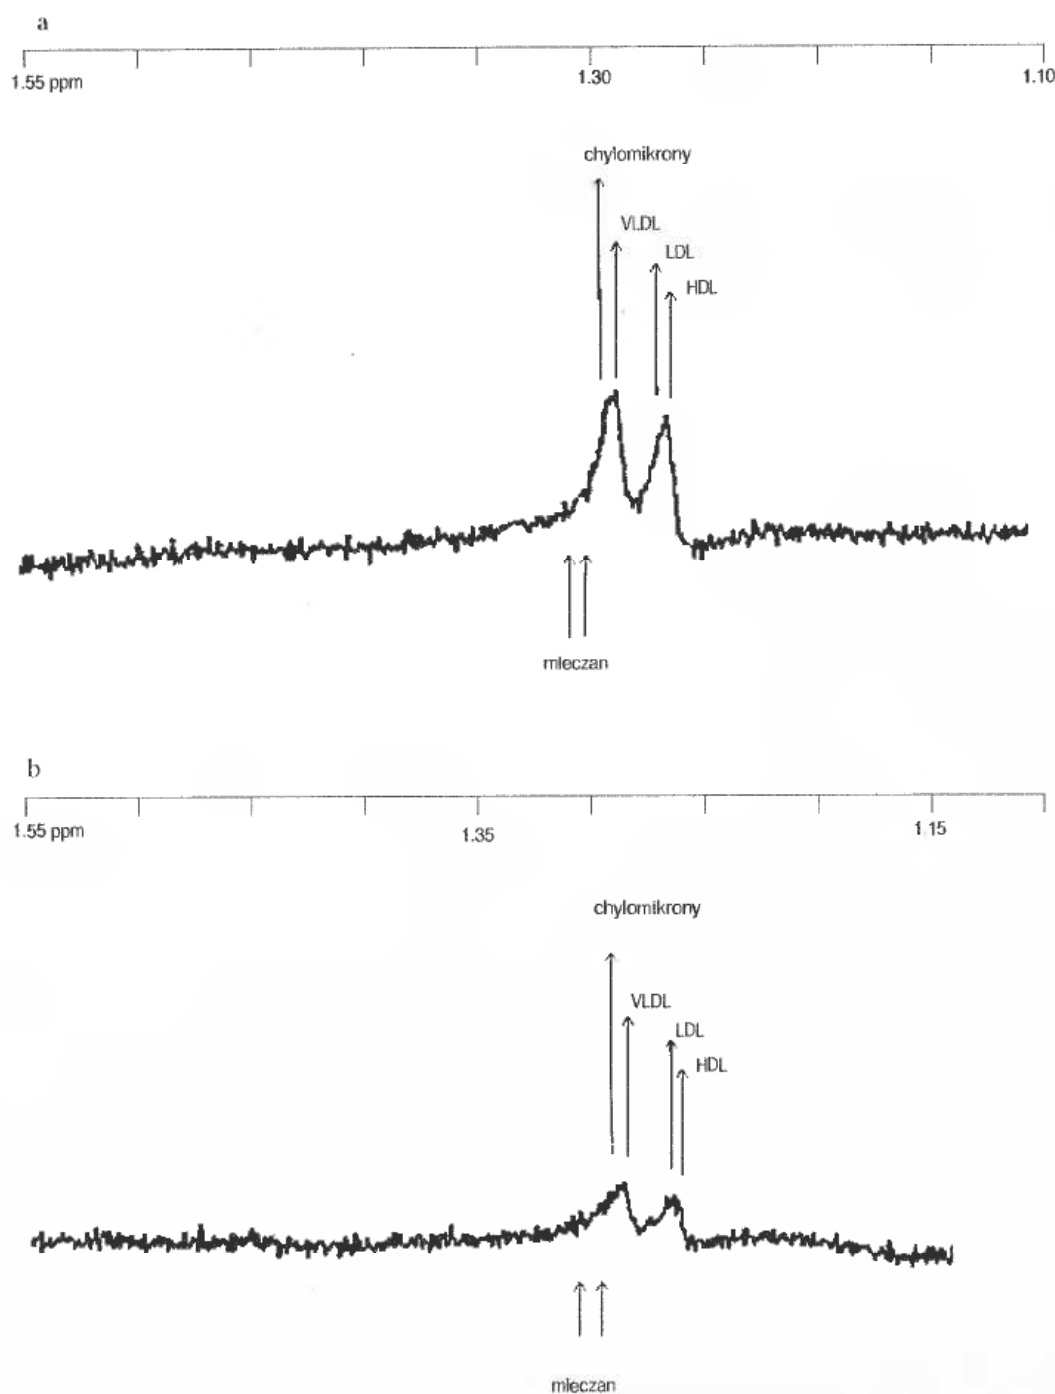 a
1.55 ppm 1.30 1.10
chylomikrony
VLDL
LDL
HDL
mleczan
b
1.55 ppm 1.35 1.15
chylomikrony
VLDL
LDL
HDL
mleczan